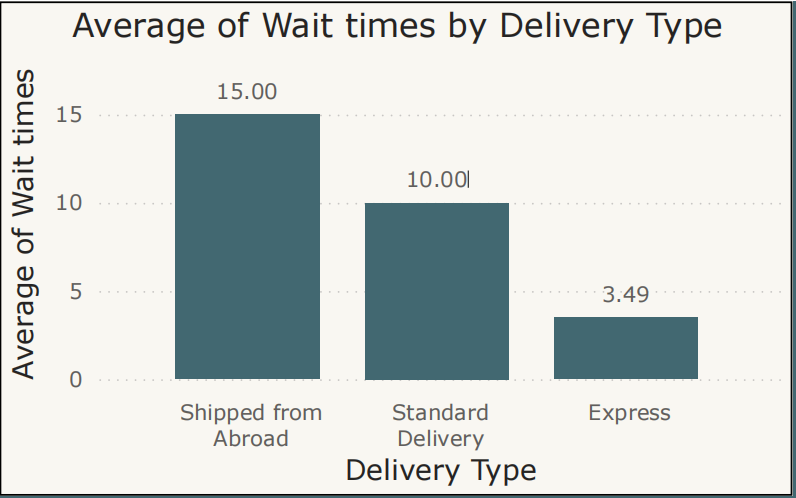 Average of Wait times by Delivery Type
Average of Wait times
15
10
5
0
15.00
10.00
3.49
Shipped from
Abroad
Standard
Delivery
Express
Delivery Type